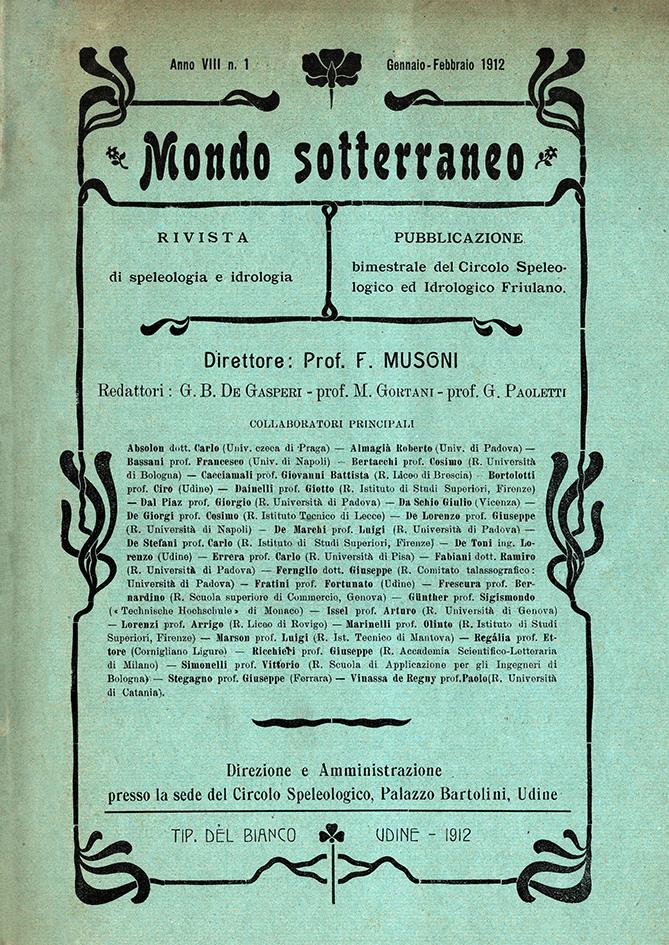 Anno VIII n. 1
Gennaio-Febbraio 1912
Mondo sotterraneo
RIVISTA
di speleologia e idrologia
PUBBLICAZIONE
bimestrale del Circolo Speleo-
logico ed Idrologico Friulano.
Direttore: Prof. F. MUSONI
Redattori: G. B. DE GASPERI - prof. M. GORTANI - prof. G. PAOLETTI
COLLABORATORI PRINCIPALI
Absolon dott. Carlo (Univ. czeca di Praga) — Almagià Roberto (Univ. di Padova) —
Bassani prof. Francesco (Univ. di Napoli) — Bertacchi prof. Cosimo (R. Università
di Bologna) — Cacciamali prof. Giovanni Battista (R. Liceo di Brescia) — Bortolotti
prof. Ciro (Udine) — Dainelli prof. Giotto (R. Istituto di Studi Superiori, Firenze)
— Dal Piaz prof. Giorgio (R. Università di Padova) — Da Schio Giulio (Vicenza) —
De Giorgi prof. Cosimo (R. Istituto Tecnico di Lecce) — De Lorenzo prof. Giuseppe
(R. Università di Napoli) — De Marchi prof. Luigi (R. Università di Padova) —
De Stefani prof. Carlo (R. Istituto di Studi Superiori, Firenze) — De Toni ing. Lo-
renzo (Udine) — Errera prof. Carlo (R. Università di Pisa) — Fabiani dott. Ramiro
(R. Università di Padova) — Feruglio dott. Giuseppe (R. Comitato talassografico:
Università di Padova) — Fratini prof. Fortunato (Udine) — Frescura prof. Ber-
nardino (R. Scuola superiore di Commercio, Genova) — Günther prof. Sigismondo
(«Technische Hochschule» di Monaco) — Issel prof. Arturo (R. Università di Genova)
— Lorenzi prof. Arrigo (R. Liceo di Rovigo) — Marinelli prof. Olinto (R. Istituto di Studi
Superiori, Firenze) — Marson prof. Luigi (R. Ist. Tecnico di Mantova) — Regália prof. Et-
tore (Cornigliano Ligure) — Ricchieri prof. Giuseppe (R. Accademia Scientifico-Letteraria
di Milano) — Simonelli prof. Vittorio (R. Scuola di Applicazione per gli Ingegneri di
Bologna) — Stegagno prof. Giuseppe (Ferrara) — Vinassa de Regny prof. Paolo (R. Università
di Catania).
Direzione e Amministrazione
presso la sede del Circolo Speleologico, Palazzo Bartolini, Udine
TIP. DEL BIANCO UDINE - 1912